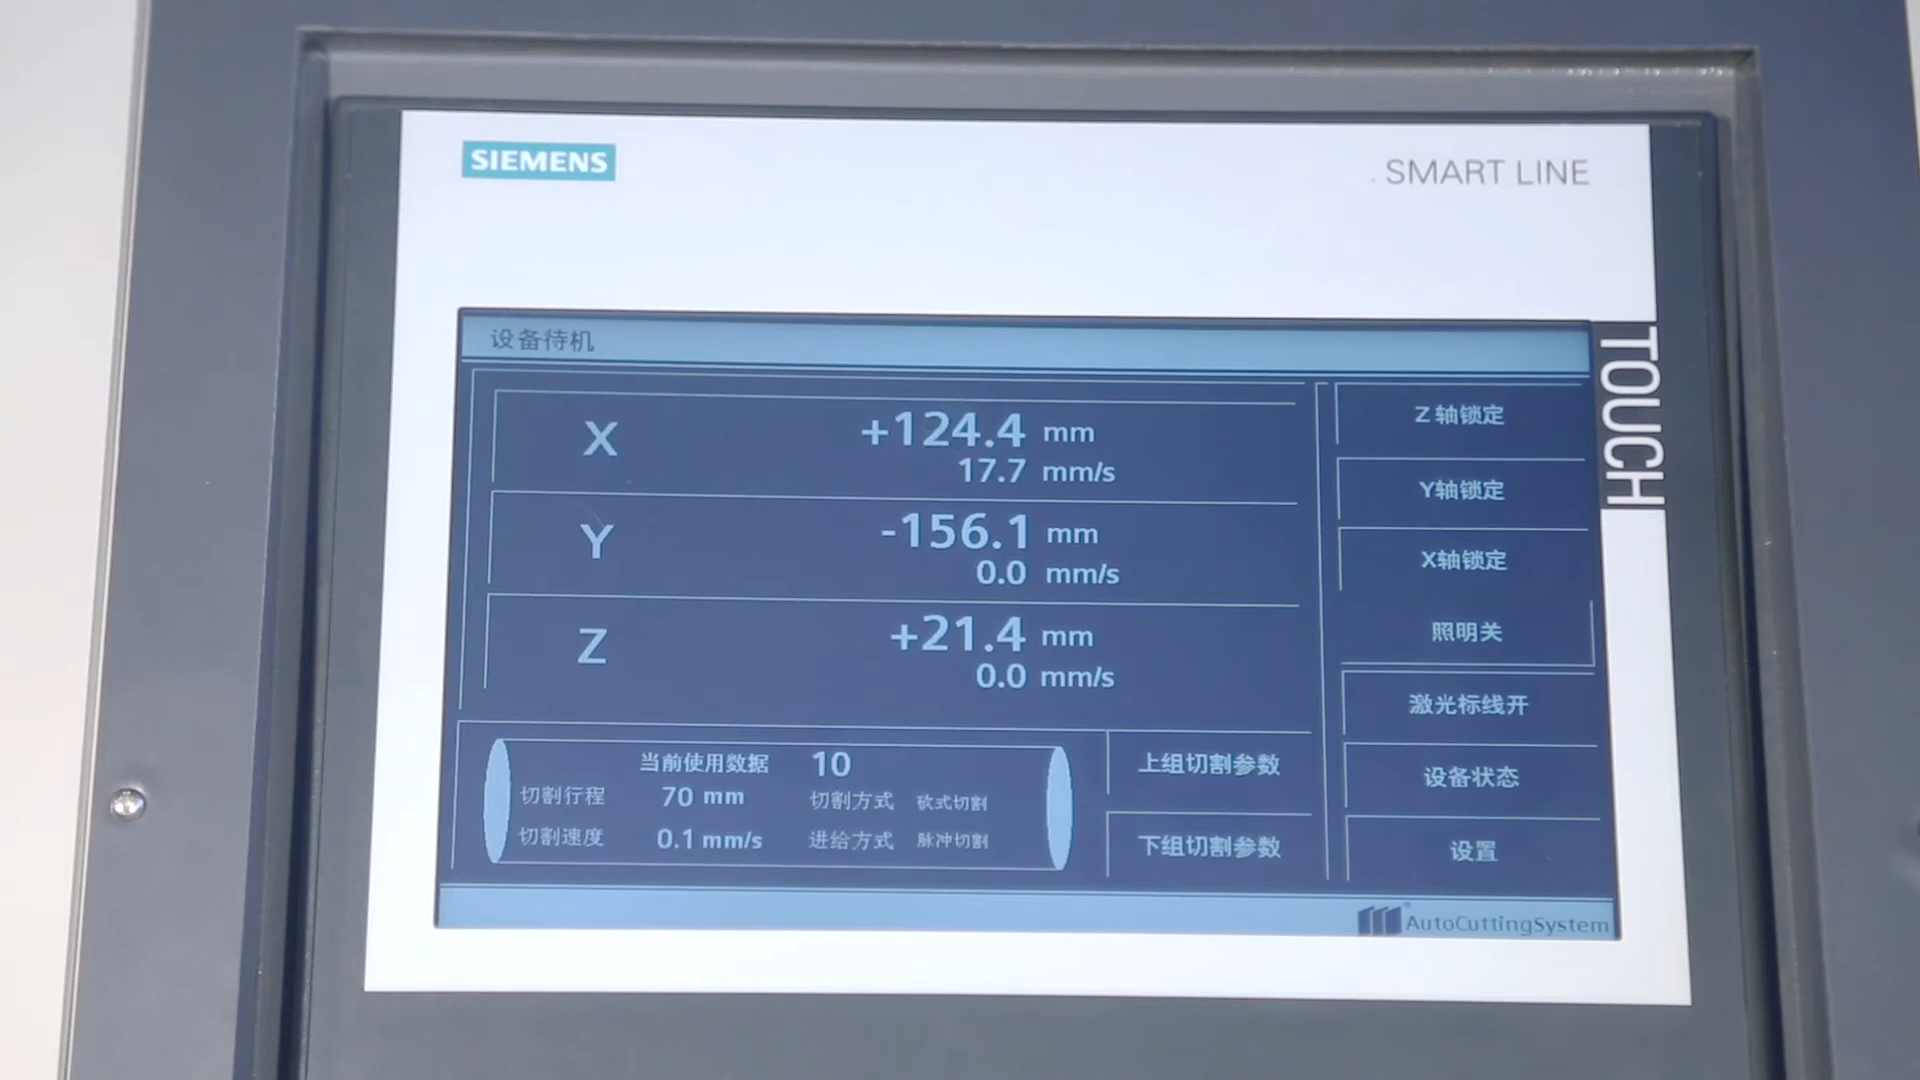 SIEMENS
SMART LINE
TOUCH
设备待机
X
+124.4 mm
17.7 mm/s
Y
-156.1 mm
0.0 mm/s
Z
+21.4 mm
0.0 mm/s
当前使用数据 10
切割行程 70 mm 切割方式 砍式切割
切割速度 0.1 mm/s 进给方式 脉冲切割
上组切割参数
下组切割参数
Z 轴锁定
Y轴锁定
X轴锁定
照明关
激光标线开
设备状态
设置
AutoCuttingSystem